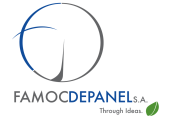 FAMOCDEPANEL S.A.
Through Ideas.